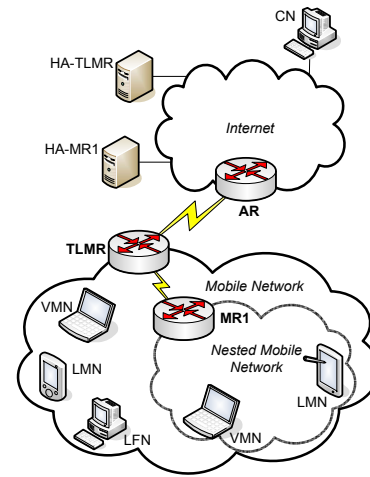 CN
HA-TLMR
Internet
HA-MR1
AR
TLMR
Mobile Network
VMN
MR1
Nested Mobile
Network
LMN
LMN
LFN
VMN